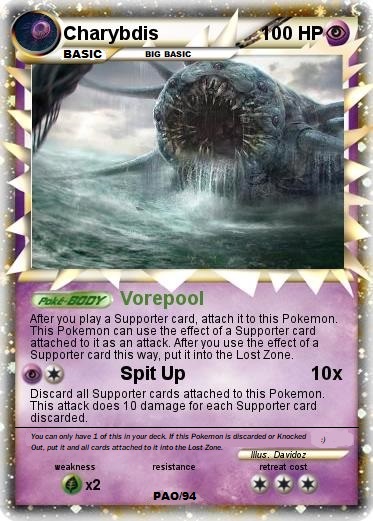 Charybdis 100 HP
BASIC BIG BASIC
Poké-BODY Vorepool
After you play a Supporter card, attach it to this Pokemon.
This Pokemon can use the effect of a Supporter card
attached to it as an attack. After you use the effect of a
Supporter card this way, put it into the Lost Zone.
Spit Up 10x
Discard all Supporter cards attached to this Pokemon.
This attack does 10 damage for each Supporter card
discarded.
You can only have 1 of this in your deck. If this Pokemon is discarded or Knocked
Out, put it and all cards attached to it into the Lost Zone.
:)
Illus. Davidoz
weakness resistance retreat cost
x2
PAO/94